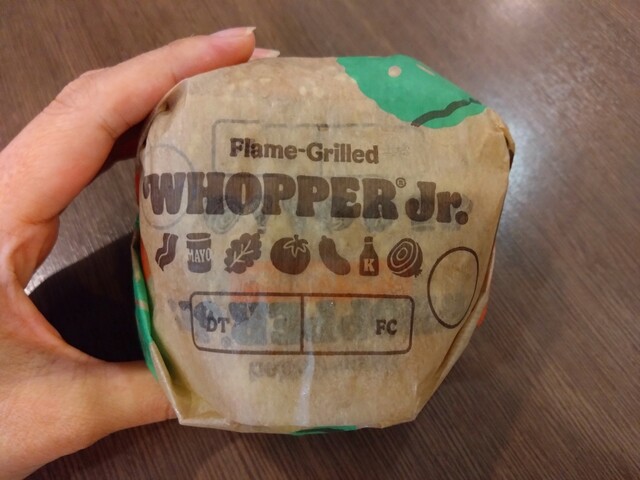 Flame-Grilled
WHOPPER® Jr.
MAYO
K
DT FC